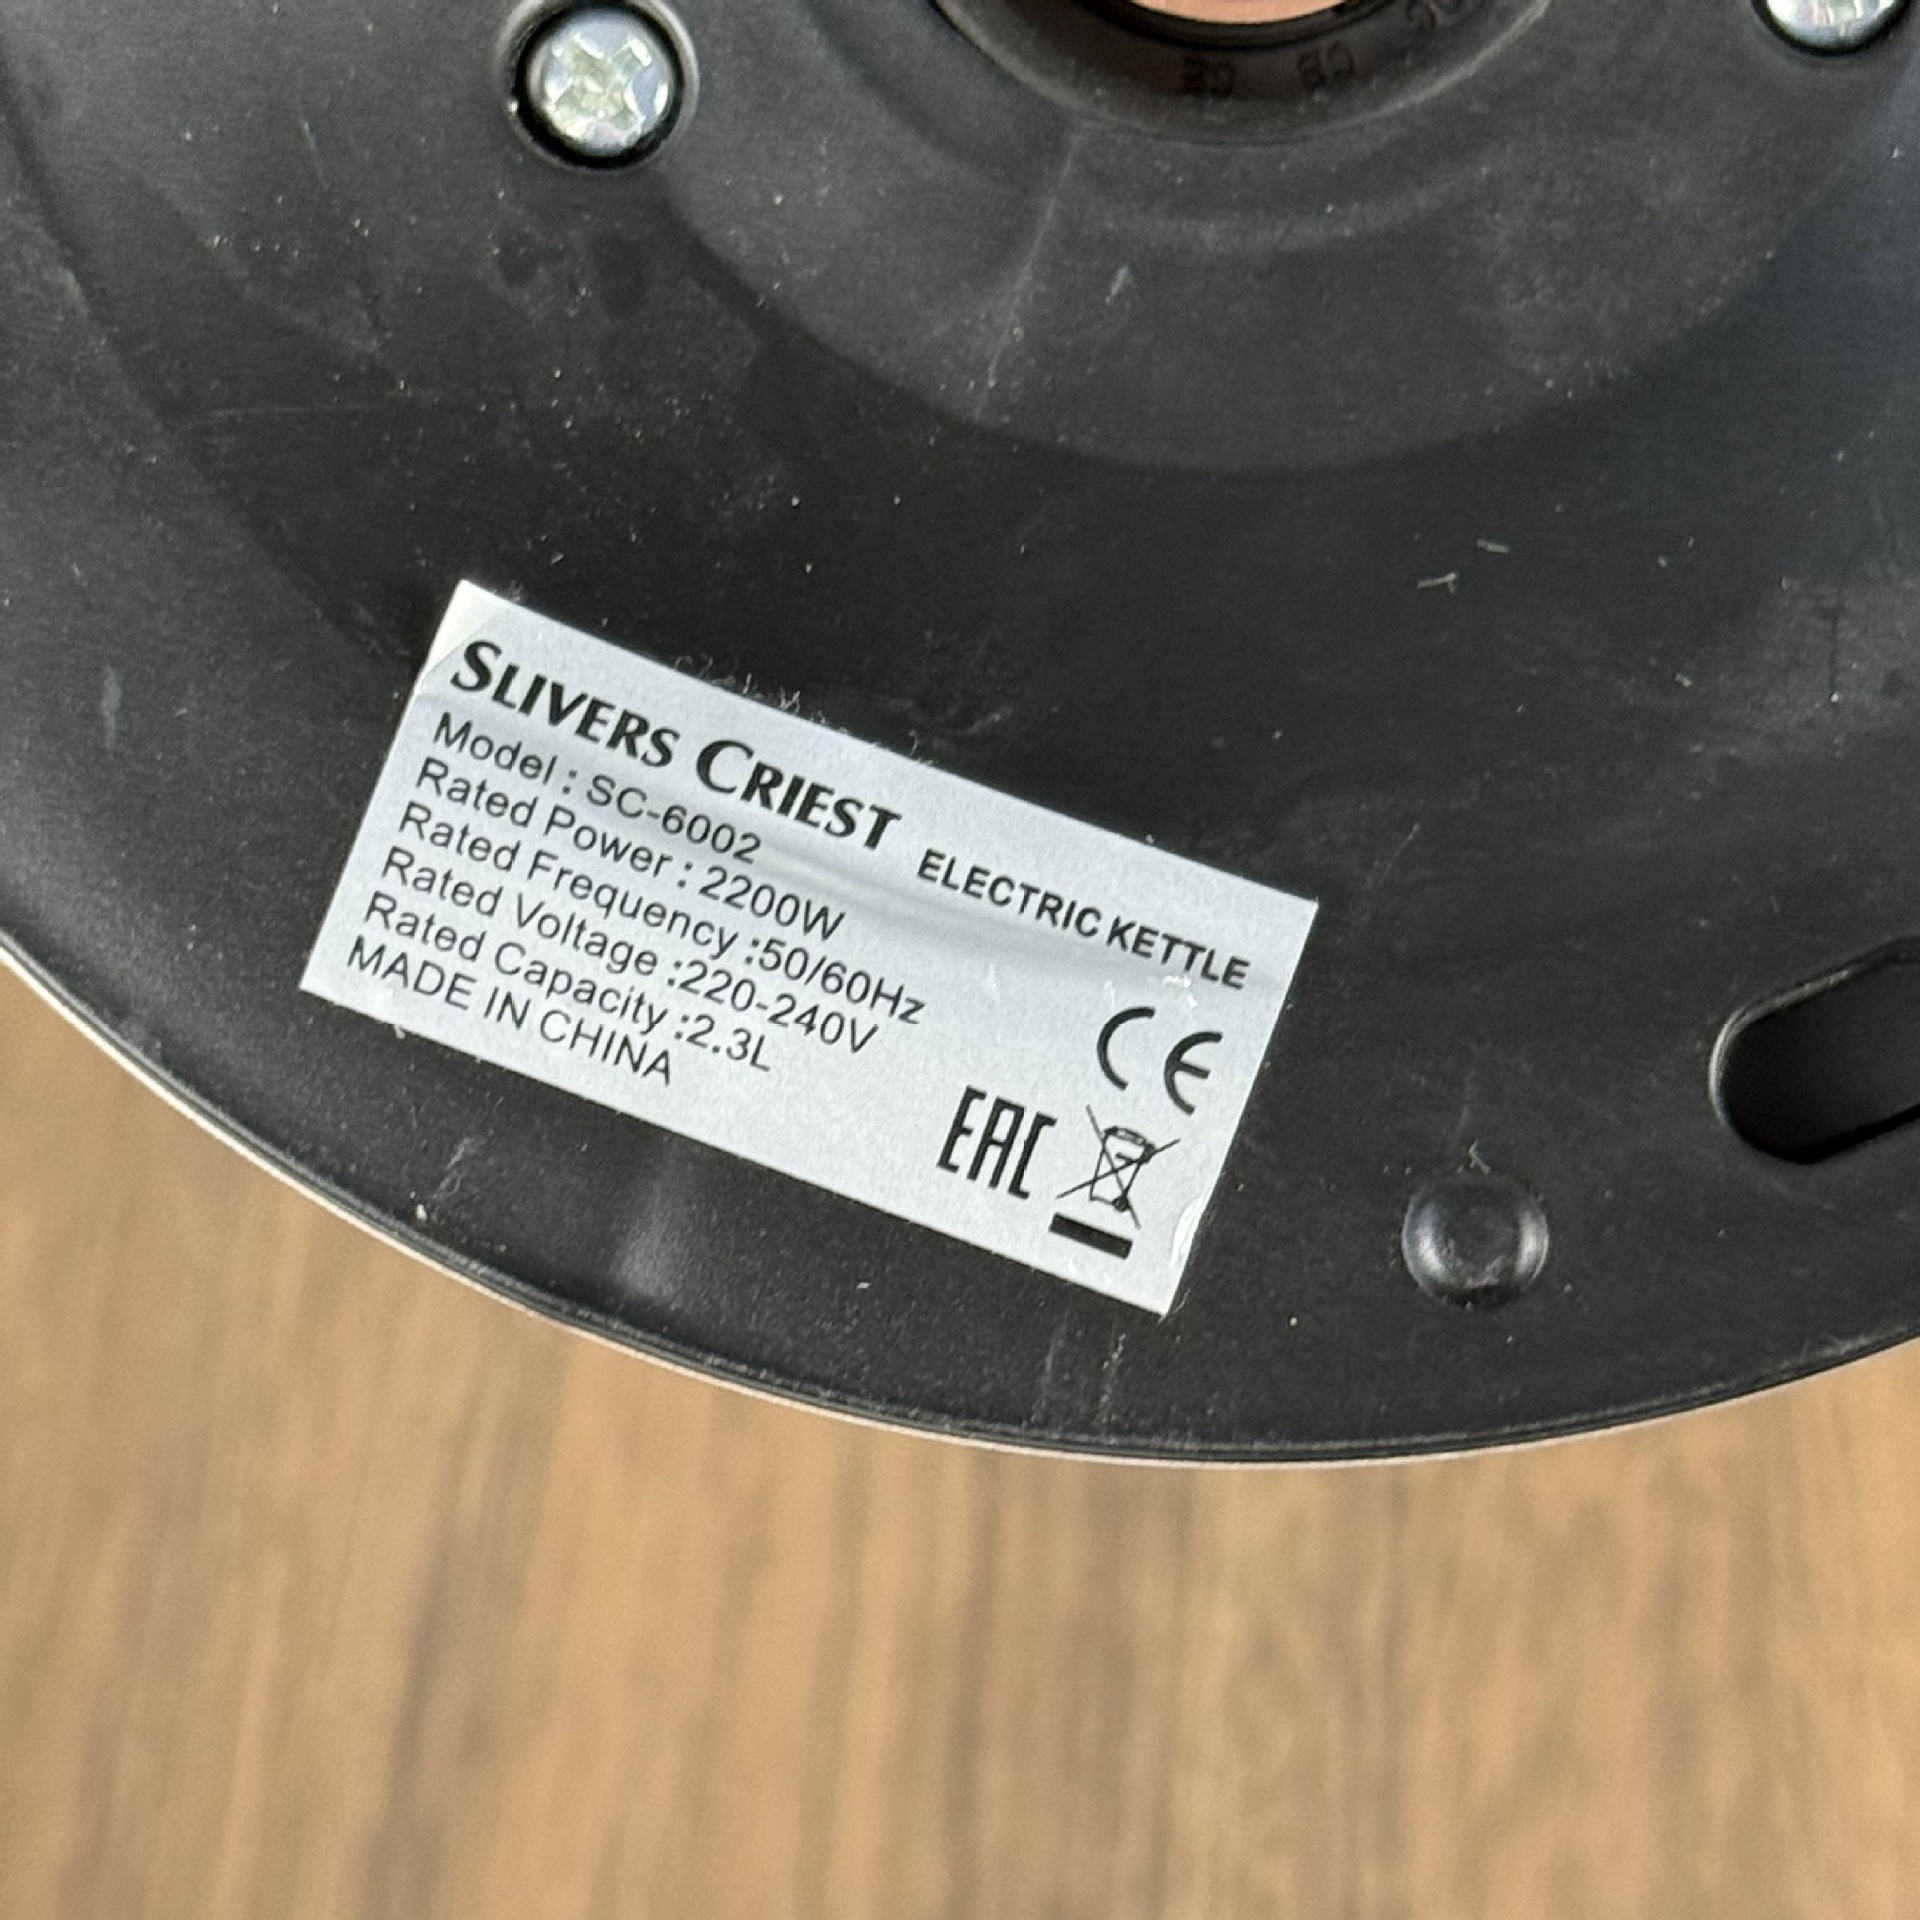 SLIVERS CRIEST ELECTRIC KETTLE
Model : SC-6002
Rated Power : 2200W
Rated Frequency :50/60Hz
Rated Voltage :220-240V
Rated Capacity :2.3L
MADE IN CHINA
CE
EAC